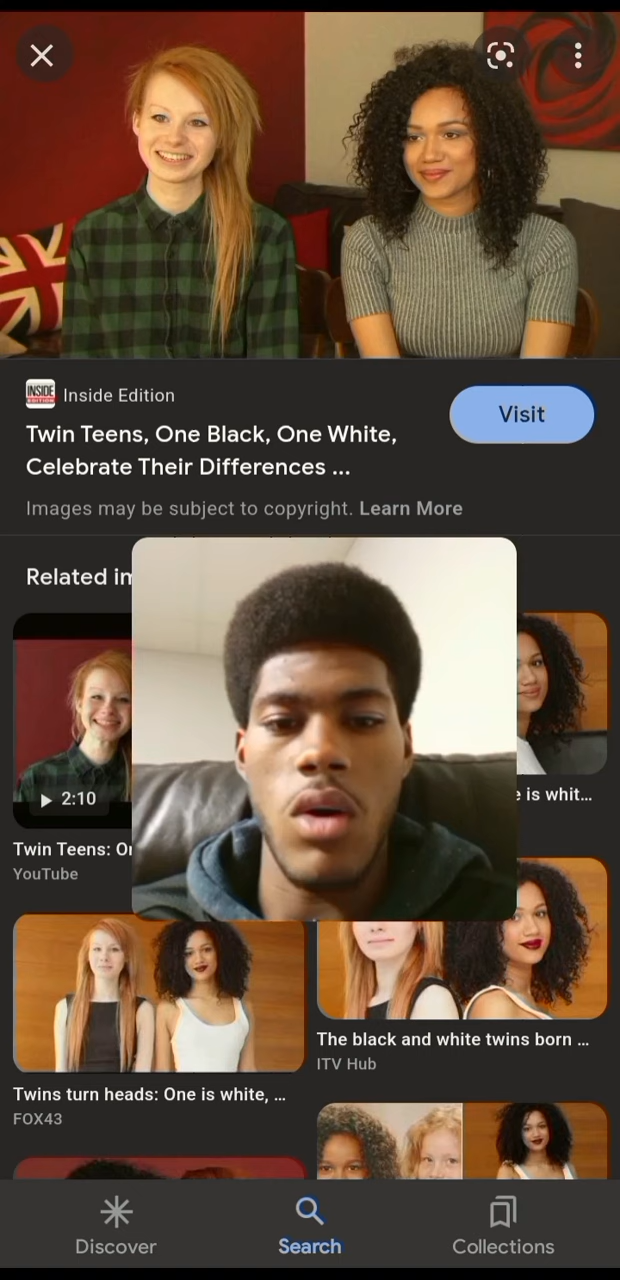 INSIDE
EDITION
Inside Edition
Visit
Twin Teens, One Black, One White,
Celebrate Their Differences ...
Images may be subject to copyright. Learn More
Related
2:10
e is whit...
Twin Teens:
YouTube
The black and white twins born ...
ITV Hub
Twins turn heads: One is white, ...
FOX43
Discover
Search
Collections